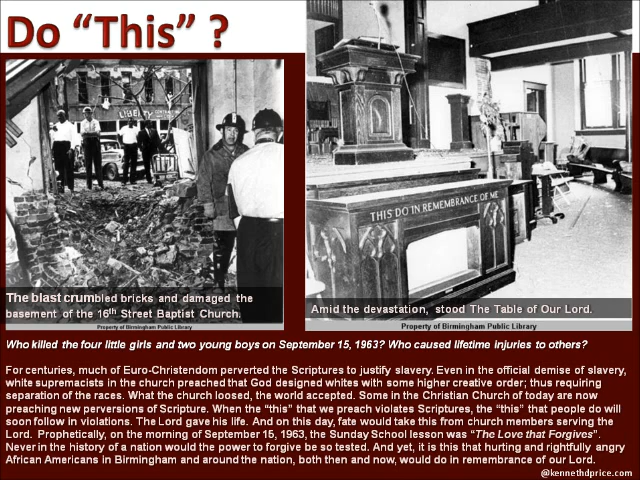 Do “This” ?
LIBERTY
THIS DO IN REMEMBRANCE OF ME
The blast crumbled bricks and damaged the
basement of the 16th Street Baptist Church.
Property of Birmingham Public Library
Amid the devastation, stood The Table of Our Lord.
Property of Birmingham Public Library
Who killed the four little girls and two young boys on September 15, 1963? Who caused lifetime injuries to others?
For centuries, much of Euro-Christendom perverted the Scriptures to justify slavery. Even in the official demise of slavery,
white supremacists in the church preached that God designed whites with some higher creative order; thus requiring
separation of the races. What the church loosed, the world accepted. Some in the Christian Church of today are now
preaching new perversions of Scripture. When the “this” that we preach violates Scriptures, the “this” that people do will
soon follow in violations. The Lord gave his life. And on this day, fate would take this from church members serving the
Lord. Prophetically, on the morning of September 15, 1963, the Sunday School lesson was “The Love that Forgives”.
Never in the history of a nation would the power to forgive be so tested. And yet, it is this that hurting and rightfully angry
African Americans in Birmingham and around the nation, both then and now, would do in remembrance of our Lord.
@kennethdprice.com